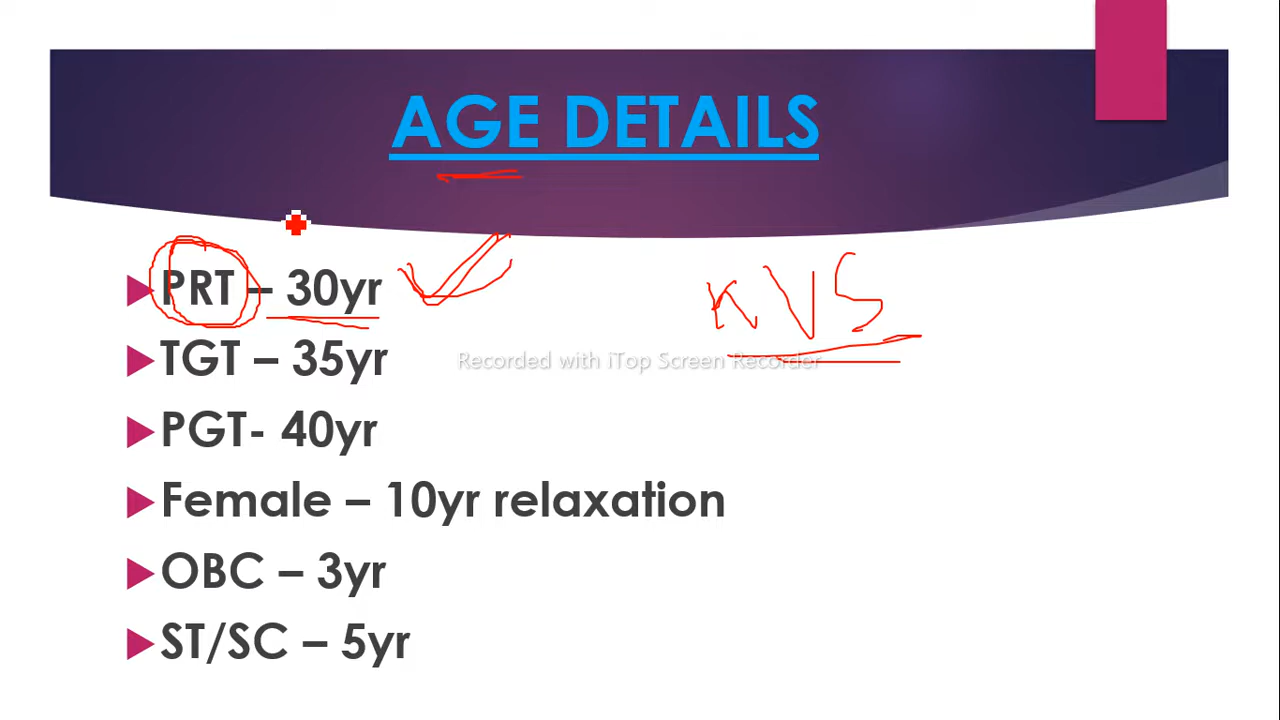 AGE DETAILS
PRT – 30yr
KVS
TGT – 35yr
Recorded with iTop Screen Recorder
PGT- 40yr
Female – 10yr relaxation
OBC – 3yr
ST/SC – 5yr